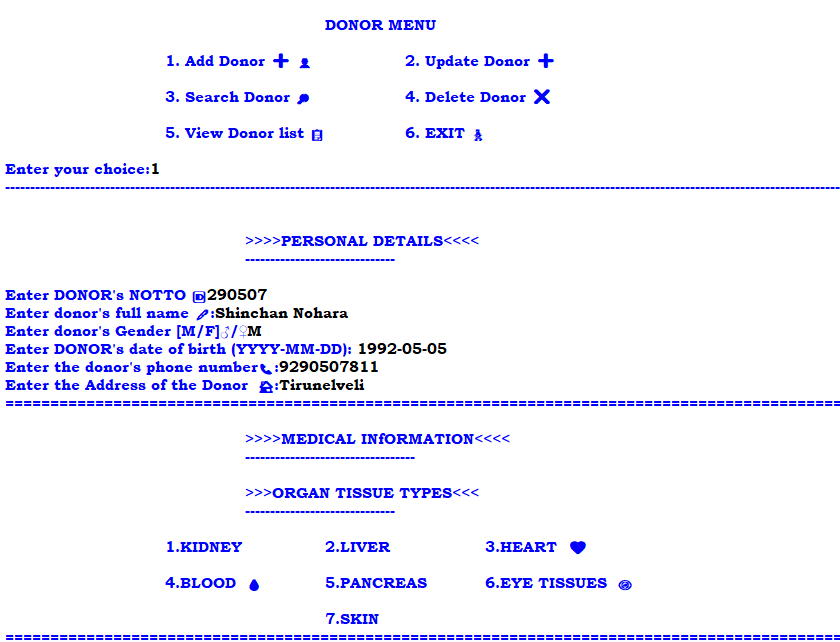 DONOR MENU
1. Add Donor ➕ 👤 2. Update Donor ➕
3. Search Donor 🔎 4. Delete Donor ❌
5. View Donor list 📋 6. EXIT 🚶
Enter your choice:1
--------------------------------------------------------------------------------------------------------------------------------------------------------
>>>>PERSONAL DETAILS<<<<
------------------------------
Enter DONOR's NOTTO 🆔290507
Enter donor's full name 🖊:Shinchan Nohara
Enter donor's Gender [M/F]♂/♀M
Enter DONOR's date of birth (YYYY-MM-DD): 1992-05-05
Enter the donor's phone number📞:9290507811
Enter the Address of the Donor 🏠:Tirunelveli
=============================================================================================
>>>>MEDICAL INfORMATION<<<<
----------------------------------
>>>ORGAN TISSUE TYPES<<<
------------------------------
1.KIDNEY 2.LIVER 3.HEART ❤
4.BLOOD 🩸 5.PANCREAS 6.EYE TISSUES 👁
7.SKIN
=============================================================================================